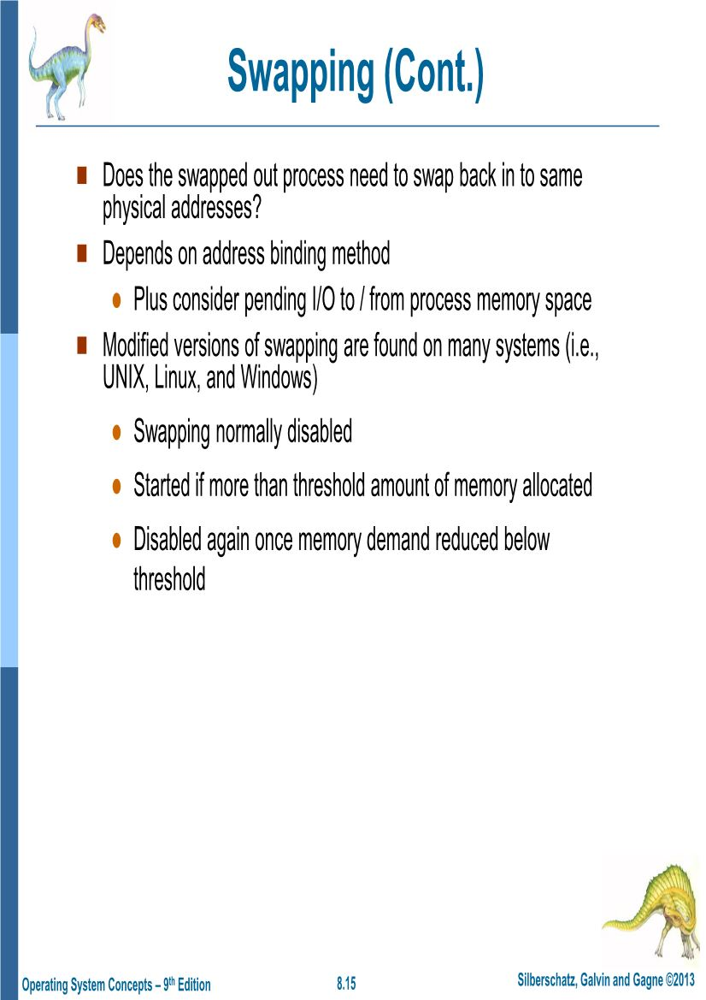 Swapping (Cont.)
Does the swapped out process need to swap back in to same
physical addresses?
Depends on address binding method
Plus consider pending I/O to / from process memory space
Modified versions of swapping are found on many systems (i.e.,
UNIX, Linux, and Windows)
Swapping normally disabled
Started if more than threshold amount of memory allocated
Disabled again once memory demand reduced below
threshold
Operating System Concepts – 9th Edition
8.15
Silberschatz, Galvin and Gagne ©2013